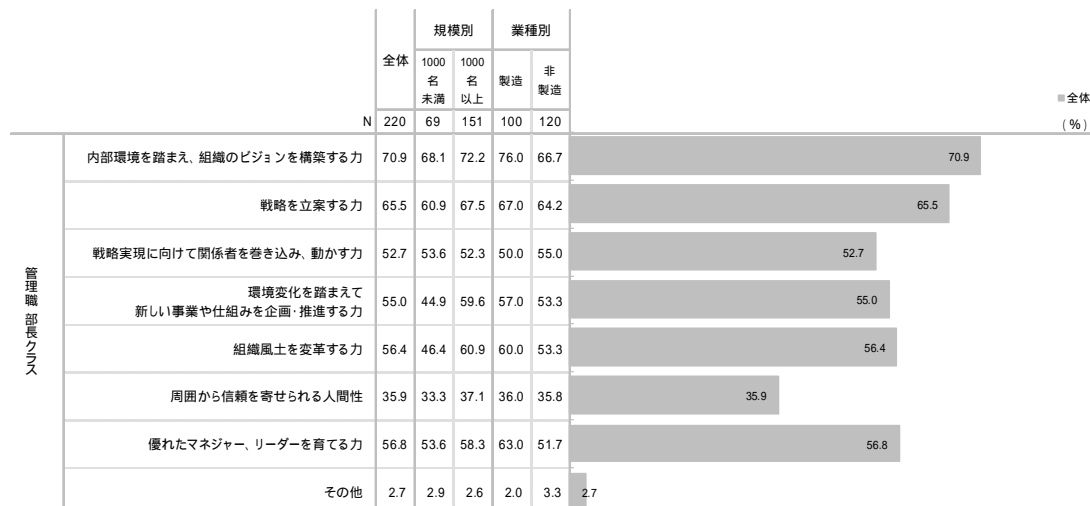 規模別 業種別
全体 1000名未満 1000名以上 製造 非製造
■全体
(%)
N 220 69 151 100 120
管理職 部長クラス
内部環境を踏まえ、組織のビジョンを構築する力 70.9 68.1 72.2 76.0 66.7 70.9
戦略を立案する力 65.5 60.9 67.5 67.0 64.2 65.5
戦略実現に向けて関係者を巻き込み、動かす力 52.7 53.6 52.3 50.0 55.0 52.7
環境変化を踏まえて
新しい事業や仕組みを企画・推進する力 55.0 44.9 59.6 57.0 53.3 55.0
組織風土を変革する力 56.4 46.4 60.9 60.0 53.3 56.4
周囲から信頼を寄せられる人間性 35.9 33.3 37.1 36.0 35.8 35.9
優れたマネジャー、リーダーを育てる力 56.8 53.6 58.3 63.0 51.7 56.8
その他 2.7 2.9 2.6 2.0 3.3 2.7